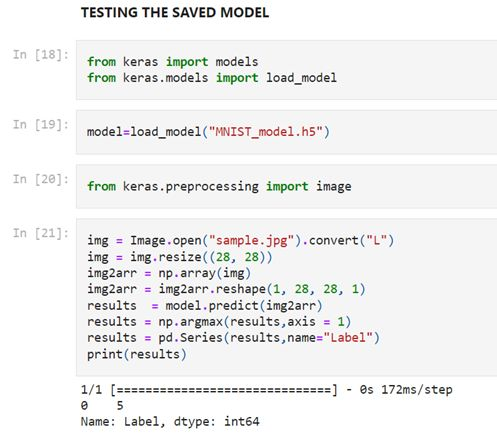 TESTING THE SAVED MODEL
In [18]:
from keras import models
from keras.models import load_model
In [19]:
model=load_model("MNIST_model.h5")
In [20]:
from keras.preprocessing import image
In [21]:
img = Image.open("sample.jpg").convert("L")
img = img.resize((28, 28))
img2arr = np.array(img)
img2arr = img2arr.reshape(1, 28, 28, 1)
results  = model.predict(img2arr)
results = np.argmax(results,axis = 1)
results = pd.Series(results,name="Label")
print(results)
1/1 [==============================] - 0s 172ms/step
0    5
Name: Label, dtype: int64